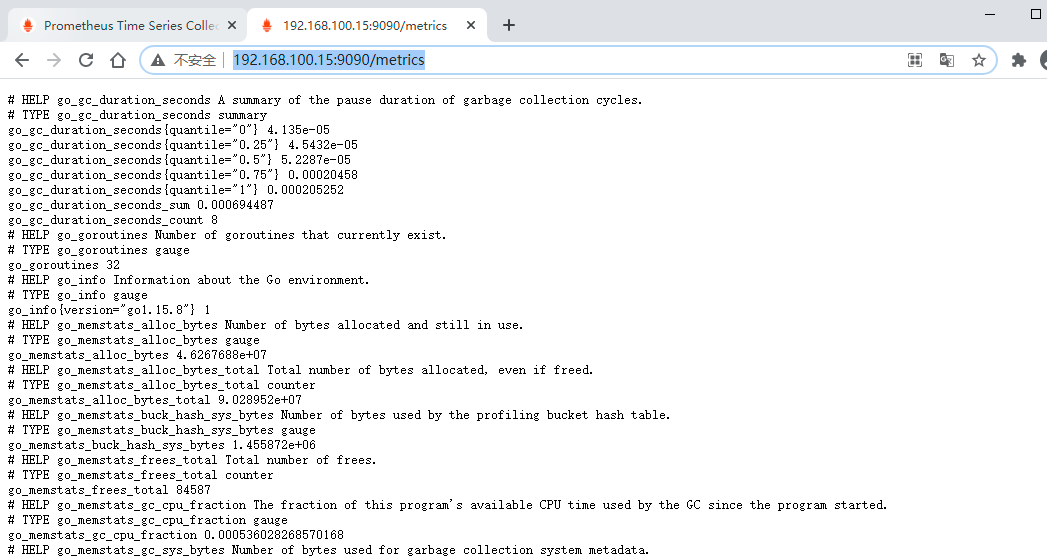 Prometheus Time Series Collec
192.168.100.15:9090/metrics
不安全 | 192.168.100.15:9090/metrics
# HELP go_gc_duration_seconds A summary of the pause duration of garbage collection cycles.
# TYPE go_gc_duration_seconds summary
go_gc_duration_seconds{quantile="0"} 4.135e-05
go_gc_duration_seconds{quantile="0.25"} 4.5432e-05
go_gc_duration_seconds{quantile="0.5"} 5.2287e-05
go_gc_duration_seconds{quantile="0.75"} 0.00020458
go_gc_duration_seconds{quantile="1"} 0.000205252
go_gc_duration_seconds_sum 0.000694487
go_gc_duration_seconds_count 8
# HELP go_goroutines Number of goroutines that currently exist.
# TYPE go_goroutines gauge
go_goroutines 32
# HELP go_info Information about the Go environment.
# TYPE go_info gauge
go_info{version="go1.15.8"} 1
# HELP go_memstats_alloc_bytes Number of bytes allocated and still in use.
# TYPE go_memstats_alloc_bytes gauge
go_memstats_alloc_bytes 4.6267688e+07
# HELP go_memstats_alloc_bytes_total Total number of bytes allocated, even if freed.
# TYPE go_memstats_alloc_bytes_total counter
go_memstats_alloc_bytes_total 9.028952e+07
# HELP go_memstats_buck_hash_sys_bytes Number of bytes used by the profiling bucket hash table.
# TYPE go_memstats_buck_hash_sys_bytes gauge
go_memstats_buck_hash_sys_bytes 1.455872e+06
# HELP go_memstats_frees_total Total number of frees.
# TYPE go_memstats_frees_total counter
go_memstats_frees_total 84587
# HELP go_memstats_gc_cpu_fraction The fraction of this program's available CPU time used by the GC since the program started.
# TYPE go_memstats_gc_cpu_fraction gauge
go_memstats_gc_cpu_fraction 0.000536028268570168
# HELP go_memstats_gc_sys_bytes Number of bytes used for garbage collection system metadata.